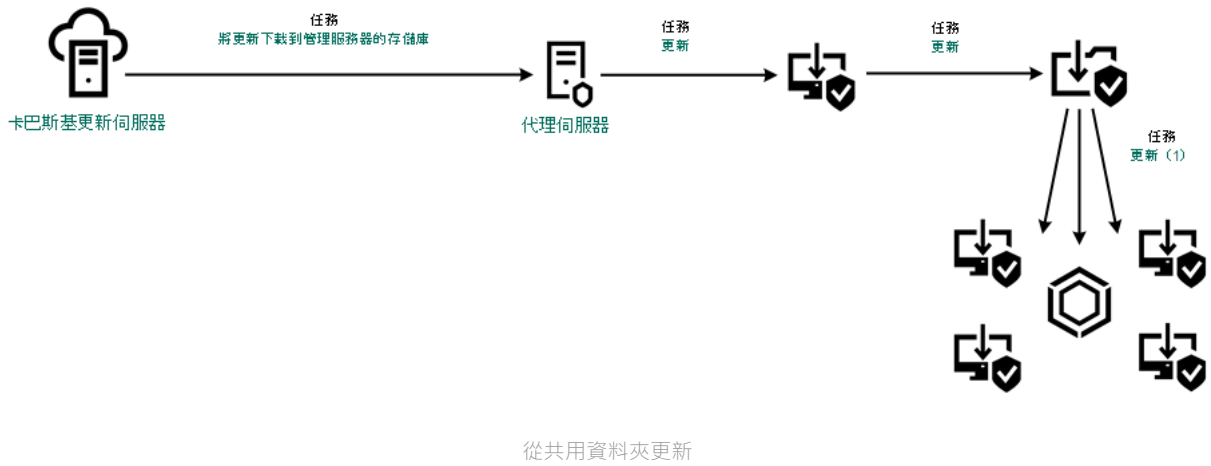 任務
將更新下載到管理服務器的存儲庫
任務
更新
任務
更新
卡巴斯基更新伺服器
代理伺服器
任務
更新（1）
從共用資料夾更新